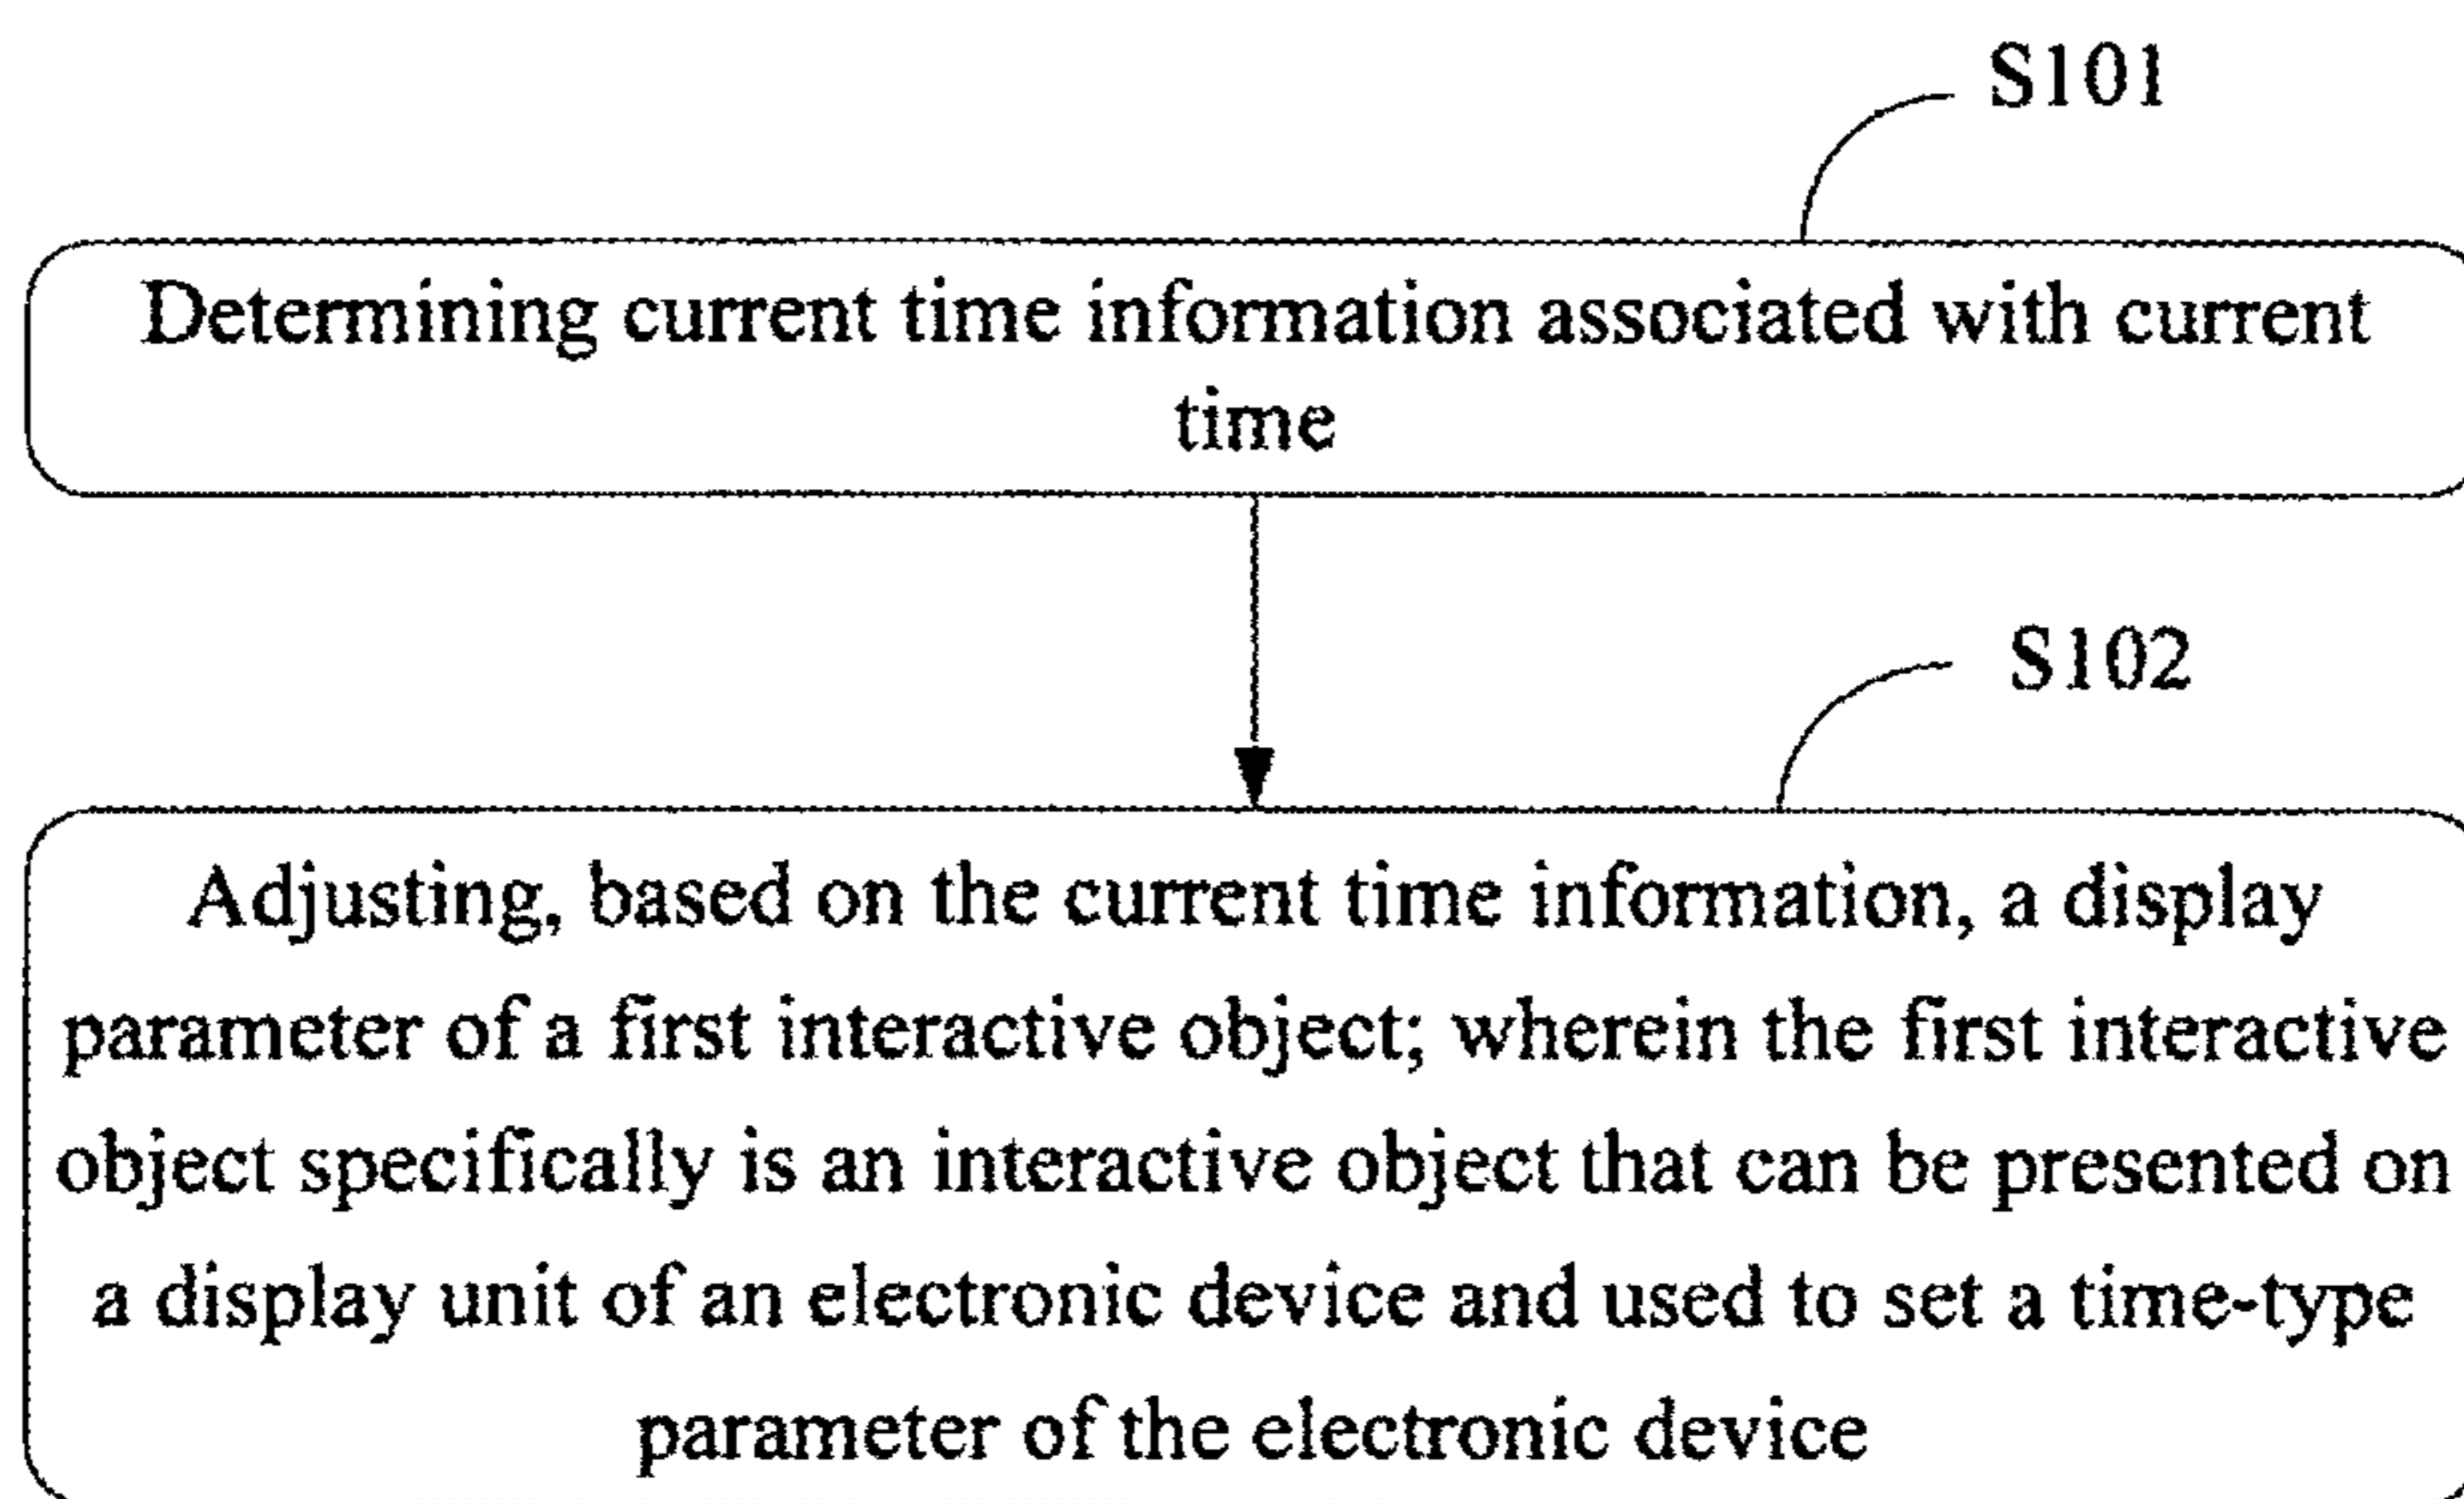 S101
Determining current time information associated with current
time
S102
Adjusting, based on the current time information, a display
parameter of a first interactive object; wherein the first interactive
object specifically is an interactive object that can be presented on
a display unit of an electronic device and used to set a time-type
parameter of the electronic device